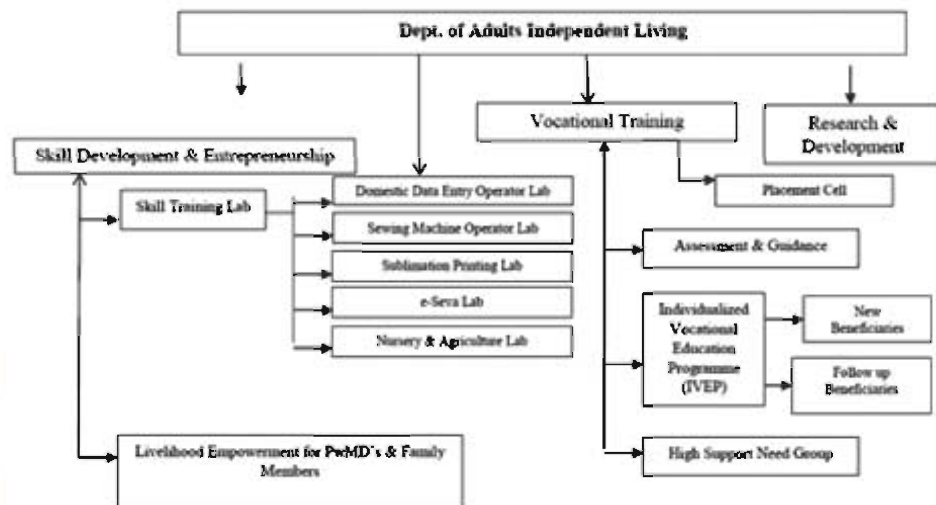 Dept. of Adults Independent Living
Skill Development & Entrepreneurship
Skill Training Lab
Domestic Data Entry Operator Lab
Sewing Machine Operator Lab
Sublimation Printing Lab
e-Seva Lab
Nursery & Agriculture Lab
Livelihood Empowerment for PwMD's & Family
Members
Vocational Training
Placement Cell
Assessment & Guidance
Individualized
Vocational
Education
Programme
(IVEP)
New
Beneficiaries
Follow up
Beneficiaries
High Support Need Group
Research &
Development